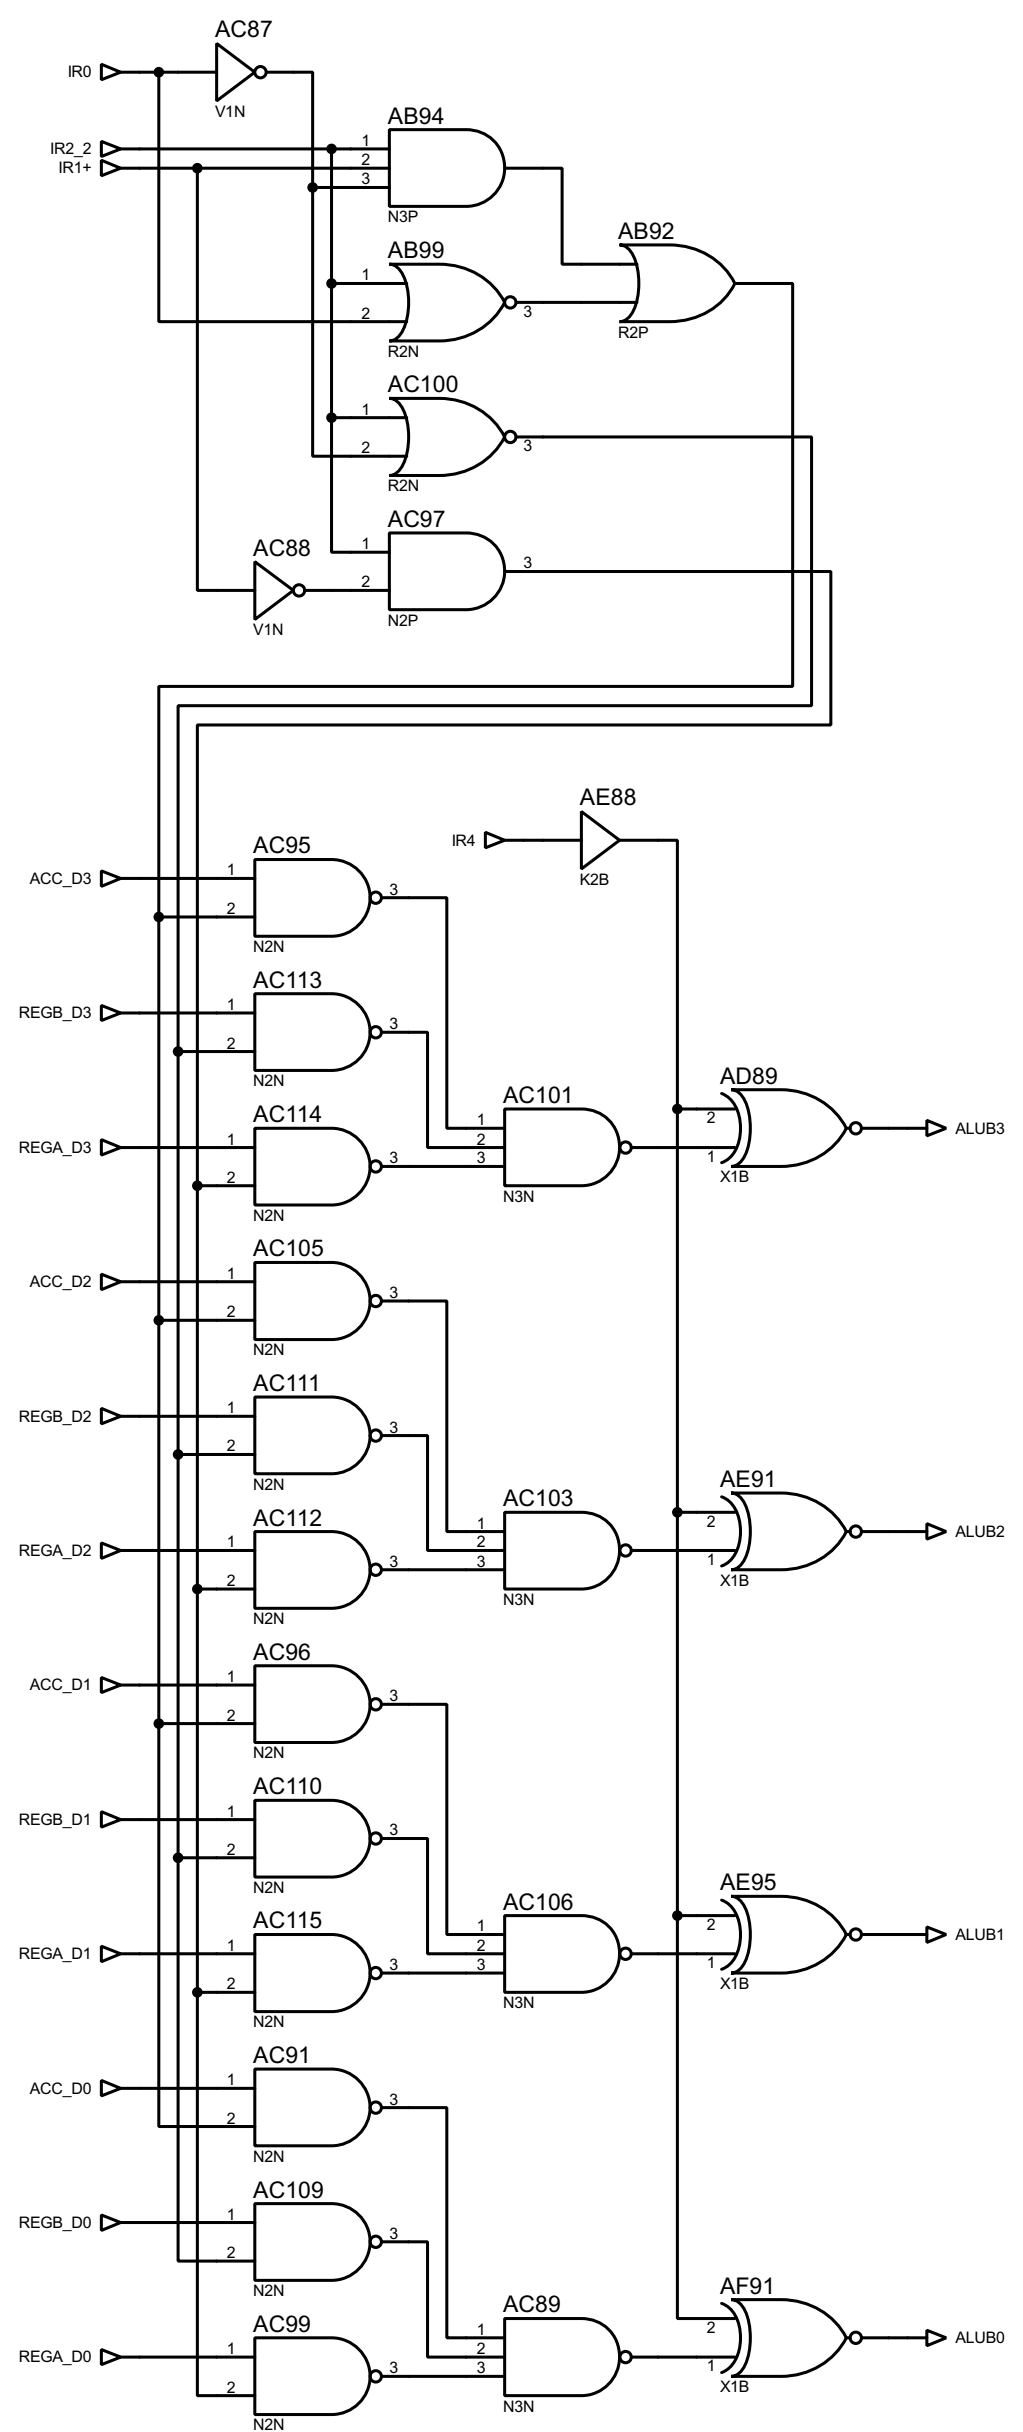 AC87
IR0
V1N
AB94
IR2_2 1
IR1+ 2
3
N3P
AB92
AB99
1
2
3
R2N
R2P
AC100
1
2
3
R2N
AC97
AC88
1
2
3
V1N
N2P
AE88
IR4
K2B
AC95
ACC_D3 1
2
3
N2N
AC113
REGB_D3 1
2
3
N2N
AC114
REGA_D3 1
2
3
N2N
AC101
1
2
3
N3N
AD89
2
1
X1B
ALUB3
AC105
ACC_D2 1
2
3
N2N
AC111
REGB_D2 1
2
3
N2N
AC112
REGA_D2 1
2
3
N2N
AC103
1
2
3
N3N
AE91
2
1
X1B
ALUB2
AC96
ACC_D1 1
2
3
N2N
AC110
REGB_D1 1
2
3
N2N
AC115
REGA_D1 1
2
3
N2N
AC106
1
2
3
N3N
AE95
2
1
X1B
ALUB1
AC91
ACC_D0 1
2
3
N2N
AC109
REGB_D0 1
2
3
N2N
AC99
REGA_D0 1
2
3
N2N
AC89
1
2
3
N3N
AF91
2
1
X1B
ALUB0